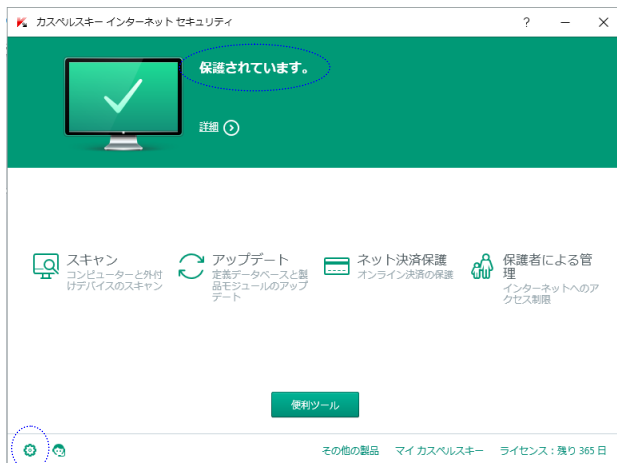 カスペルスキー インターネット セキュリティ
保護されています。
詳細
スキャン
コンピューターと外付
けデバイスのスキャン
アップデート
定義データベースと製
品モジュールのアップ
デート
ネット決済保護
オンライン決済の保護
保護者による管
理
インターネットへのア
クセス制限
便利ツール
その他の製品 マイ カスペルスキー ライセンス：残り 365 日